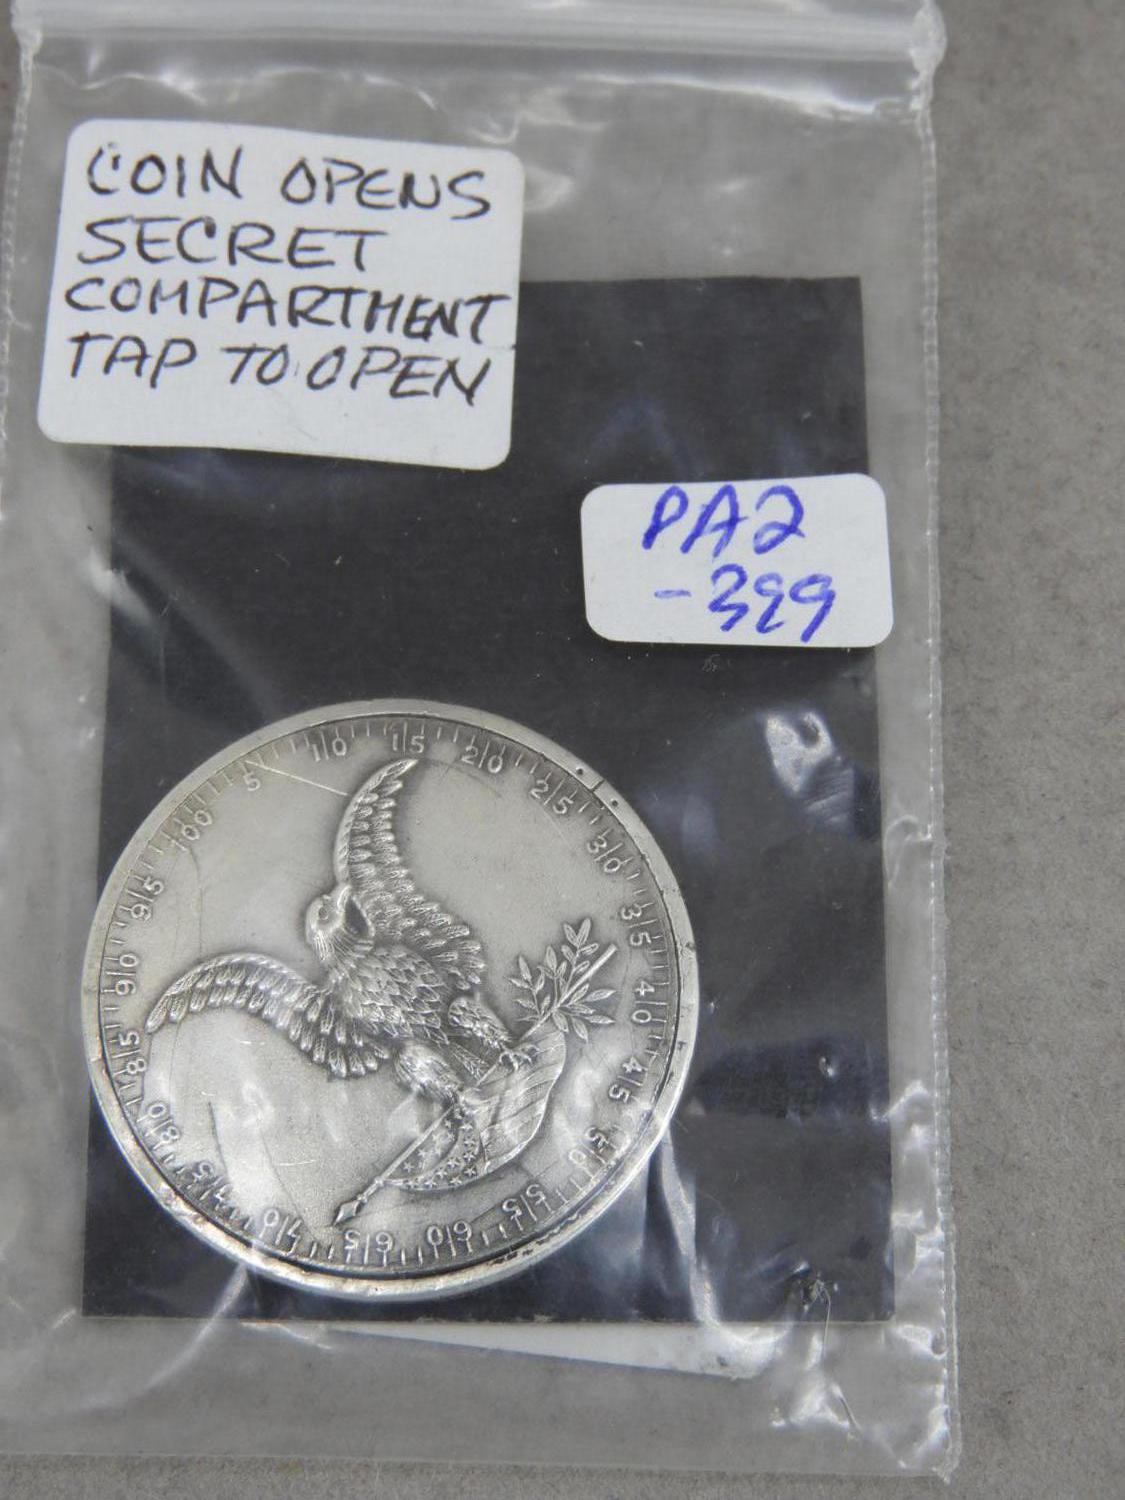 COIN OPENS
SECRET
COMPARTMENT
TAP TO OPEN
PA2
-399
5 10 15 20 25 30 35 40 45 50 55 60 65 70 75 80 85 90 95 100